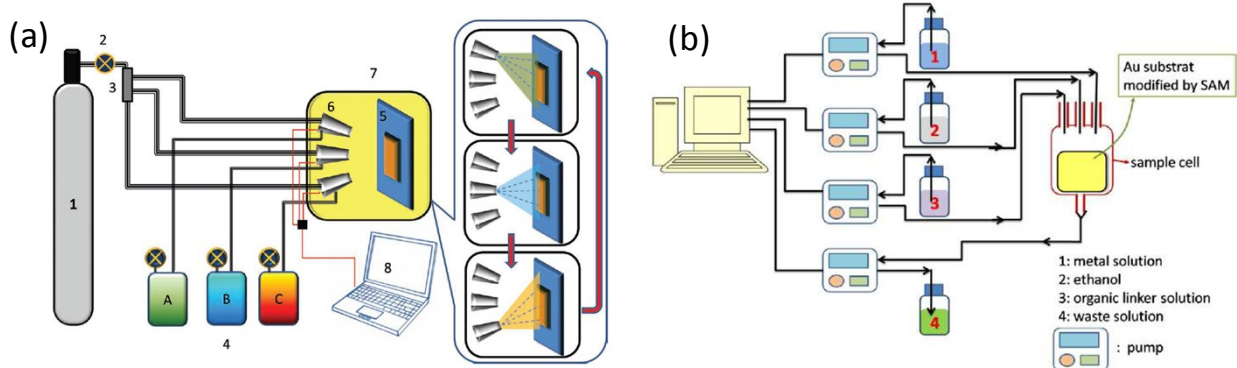 (a)
2
3
1
7
6
5
8
A
B
C
4
(b)
1
2
3
4
Au substrat
modified by SAM
sample cell
1: metal solution
2: ethanol
3: organic linker solution
4: waste solution
: pump